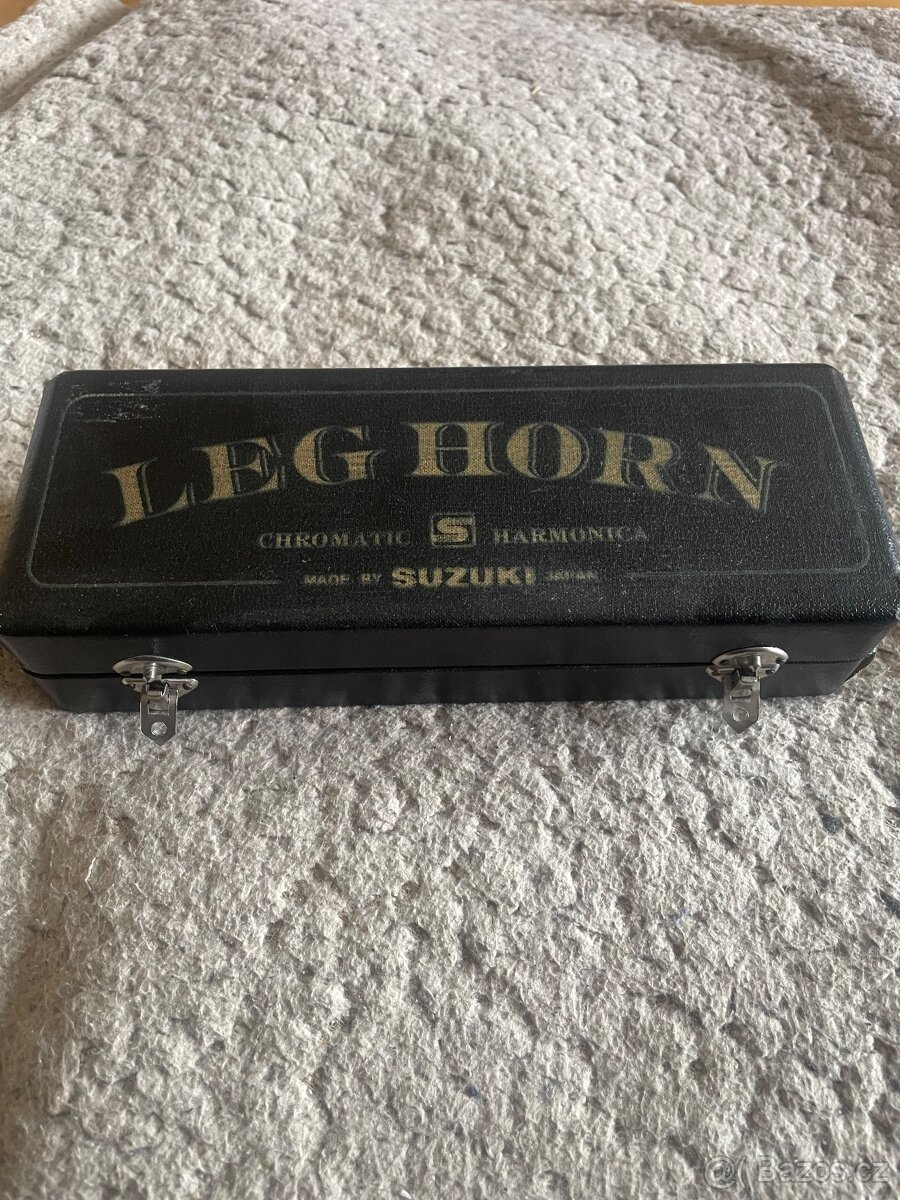 LEG HORN
CHROMATIC S HARMONICA
MADE BY SUZUKI JAPAN
@ Bazos.cz